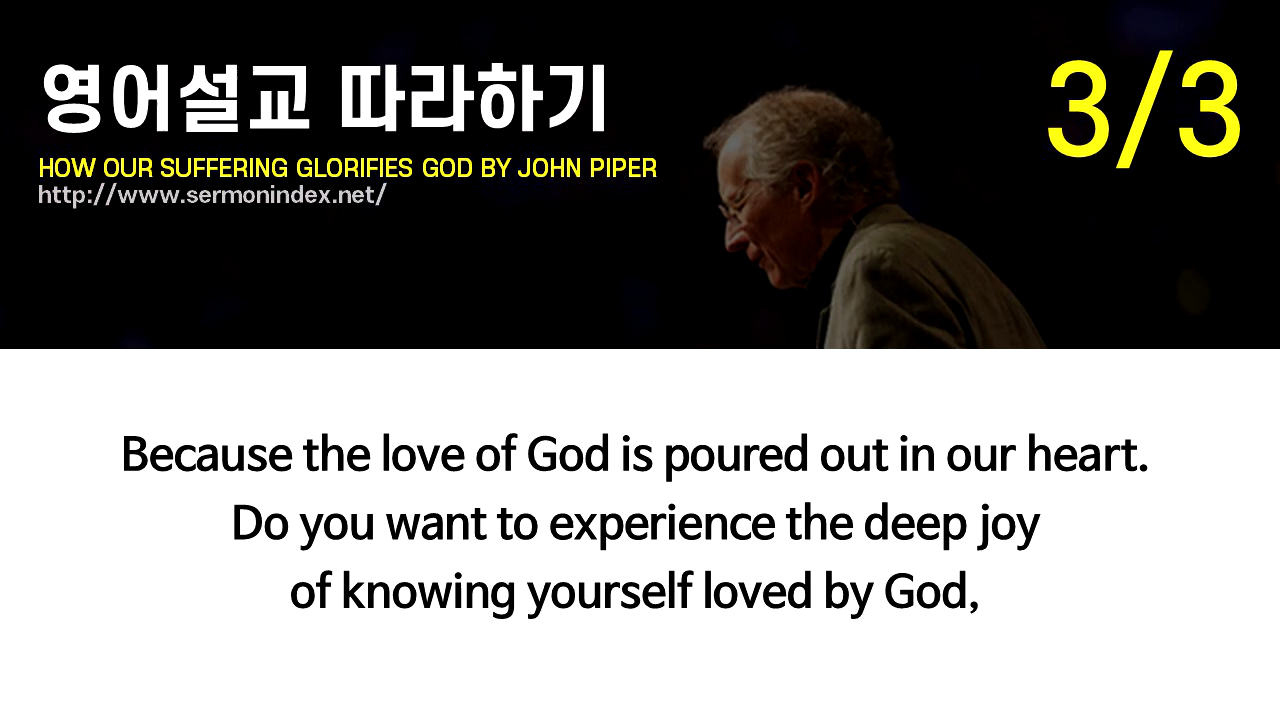 영어설교 따라하기
3/3
HOW OUR SUFFERING GLORIFIES GOD BY JOHN PIPER
http://www.sermonindex.net/
Because the love of God is poured out in our heart.
Do you want to experience the deep joy
of knowing yourself loved by God,